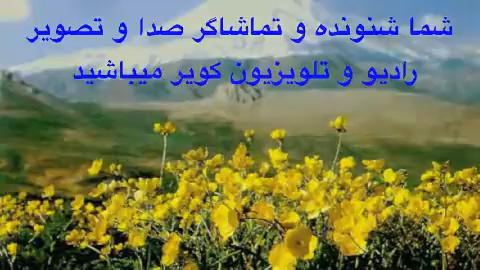 شما شنونده و تماشاگر صدا و تصویر
رادیو و تلویزیون کویر میباشید